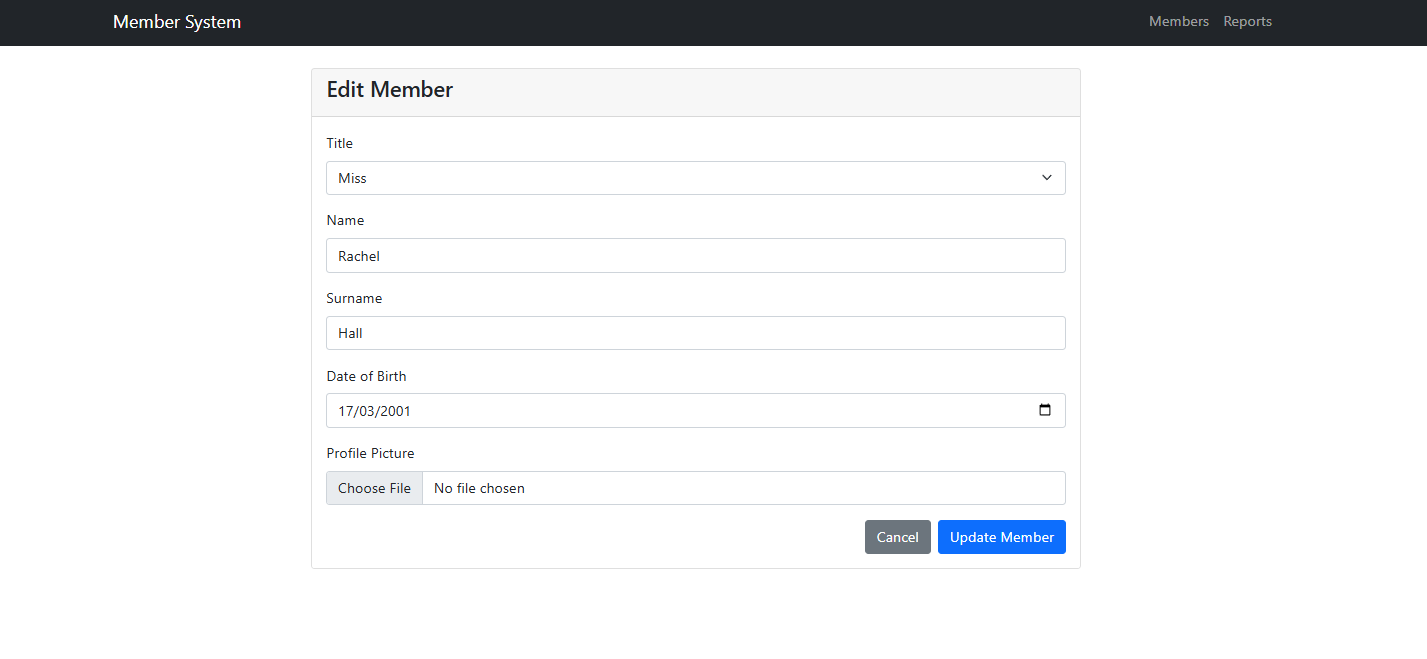 Member System
Members Reports
Edit Member
Title
Miss
Name
Rachel
Surname
Hall
Date of Birth
17/03/2001
Profile Picture
Choose File No file chosen
Cancel Update Member